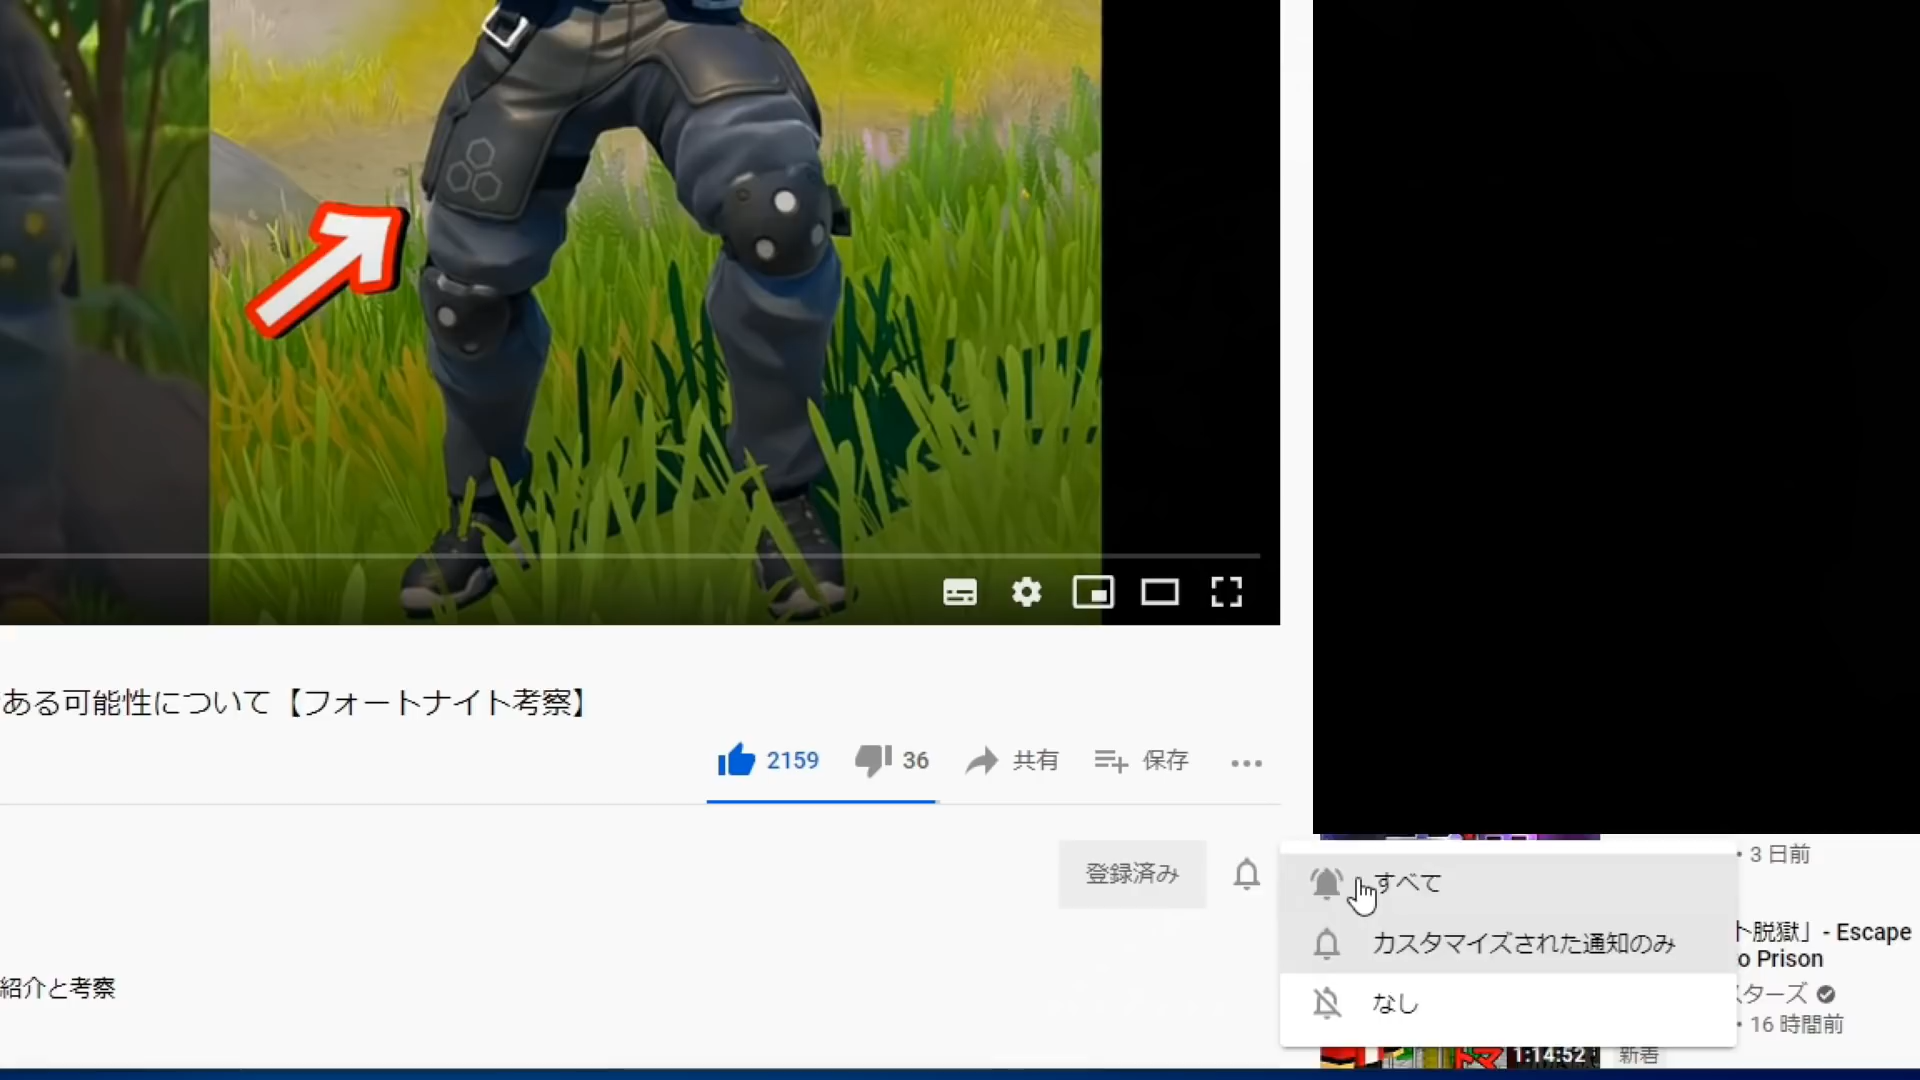 ある可能性について【フォートナイト考察】
2159
36
共有
保存
登録済み
すべて
カスタマイズされた通知のみ
なし
紹介と考察
• 3 日前
ト脱獄」- Escape
o Prison
スターズ
• 16 時間前
新着
1:14:52